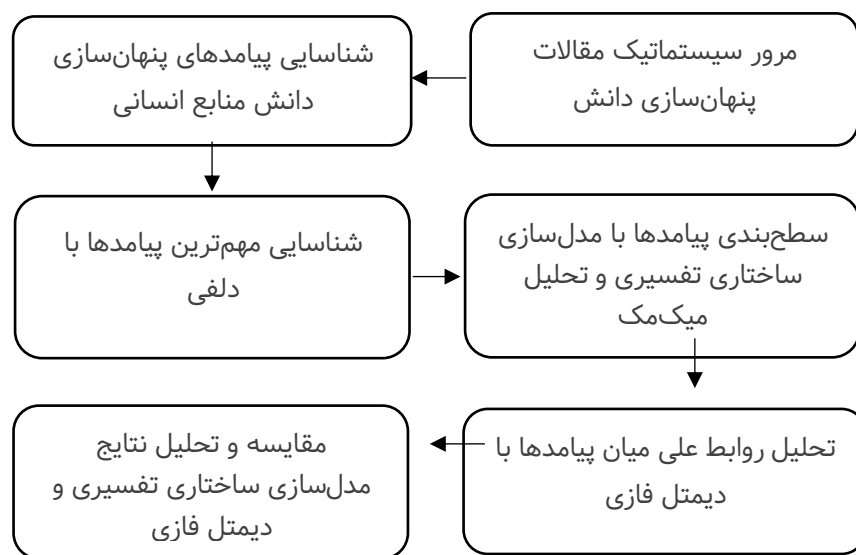 مرور سیستماتیک مقالات
پنهان‌سازی دانش
شناسایی پیامدهای پنهان‌سازی
دانش منابع انسانی
شناسایی مهم‌ترین پیامدها با
دلفی
سطح‌بندی پیامدها با مدل‌سازی
ساختاری تفسیری و تحلیل
میک‌مک
تحلیل روابط علی میان پیامدها با
دیمتل فازی
مقایسه و تحلیل نتایج
مدل‌سازی ساختاری تفسیری و
دیمتل فازی